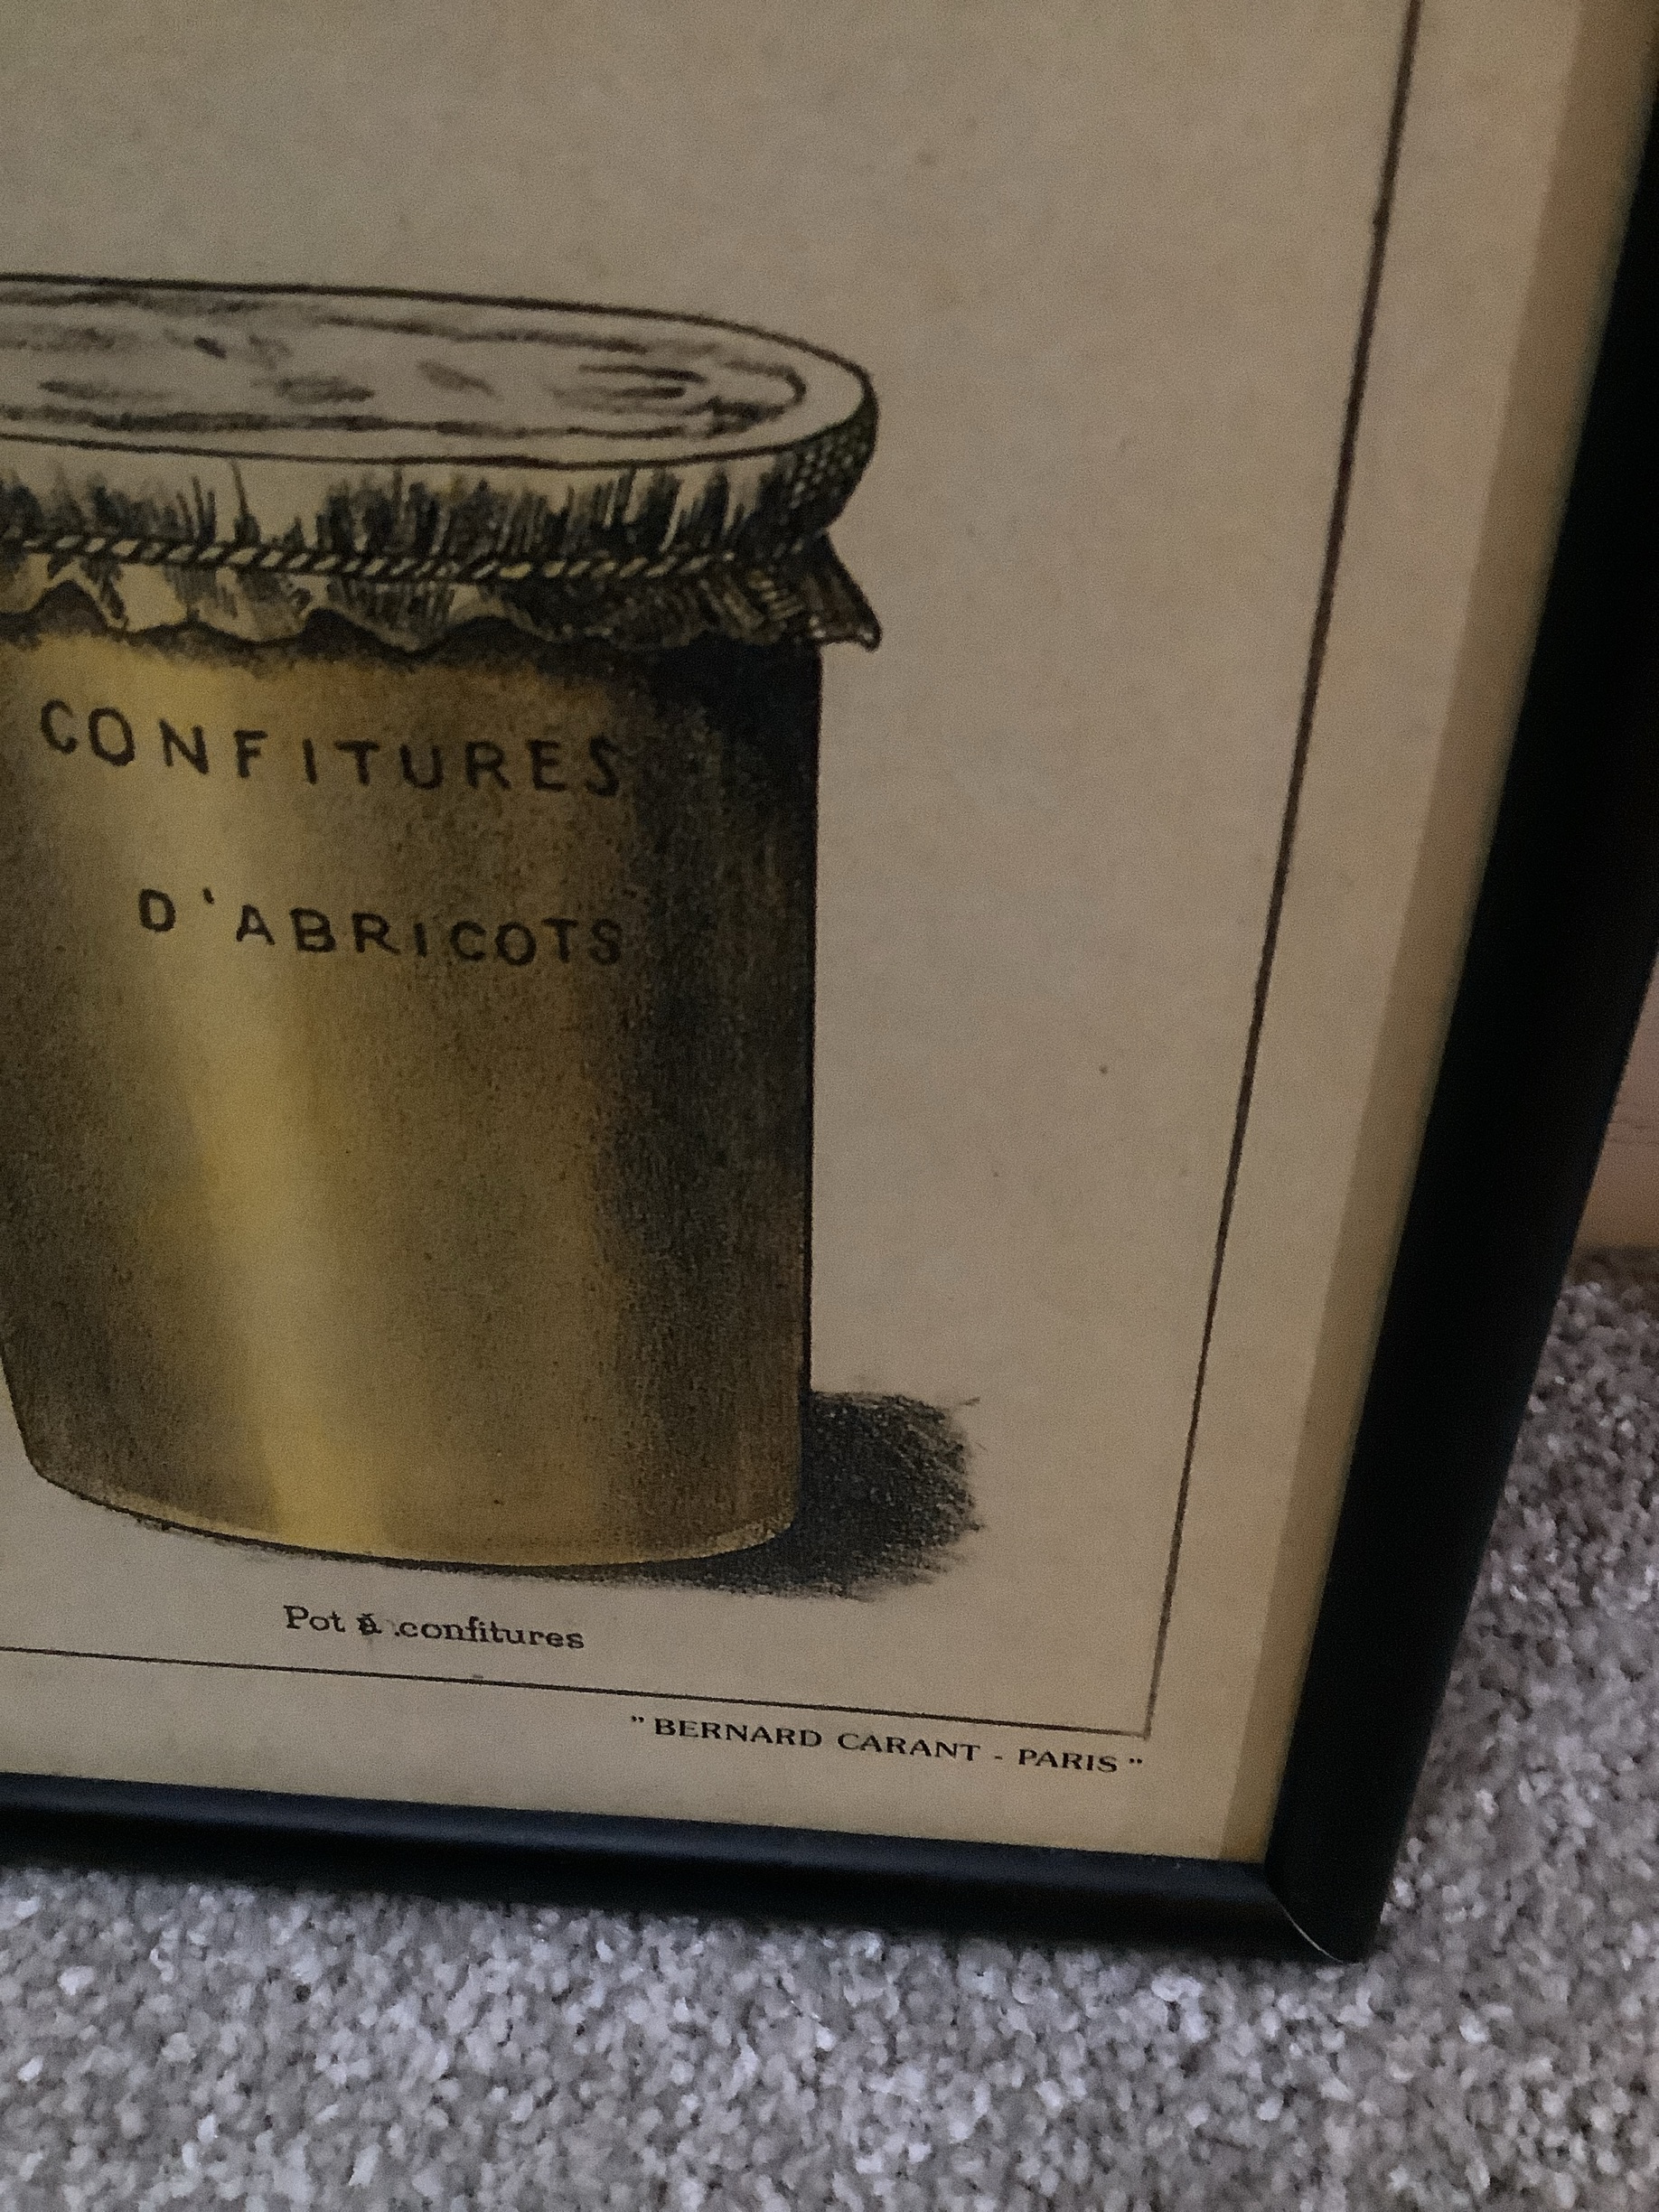 CONFITURES
D'ABRICOTS
Pot à confitures
" BERNARD CARANT - PARIS "